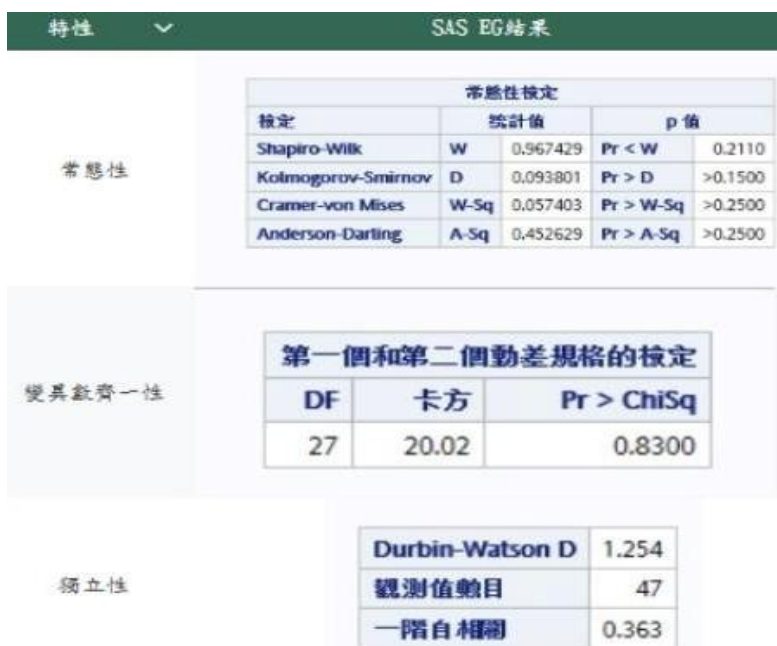 特性 SAS EG結果
常態性
常態性檢定
檢定 統計值 p 值
Shapiro-Wilk W 0.967429 Pr < W 0.2110
Kolmogorov-Smirnov D 0.093801 Pr > D >0.1500
Cramer-von Mises W-Sq 0.057403 Pr > W-Sq >0.2500
Anderson-Darling A-Sq 0.452629 Pr > A-Sq >0.2500
變異數齊一性
第一個和第二個動差規格的檢定
DF 卡方 Pr > ChiSq
27 20.02 0.8300
獨立性
Durbin-Watson D 1.254
觀測值數目 47
一階自相關 0.363